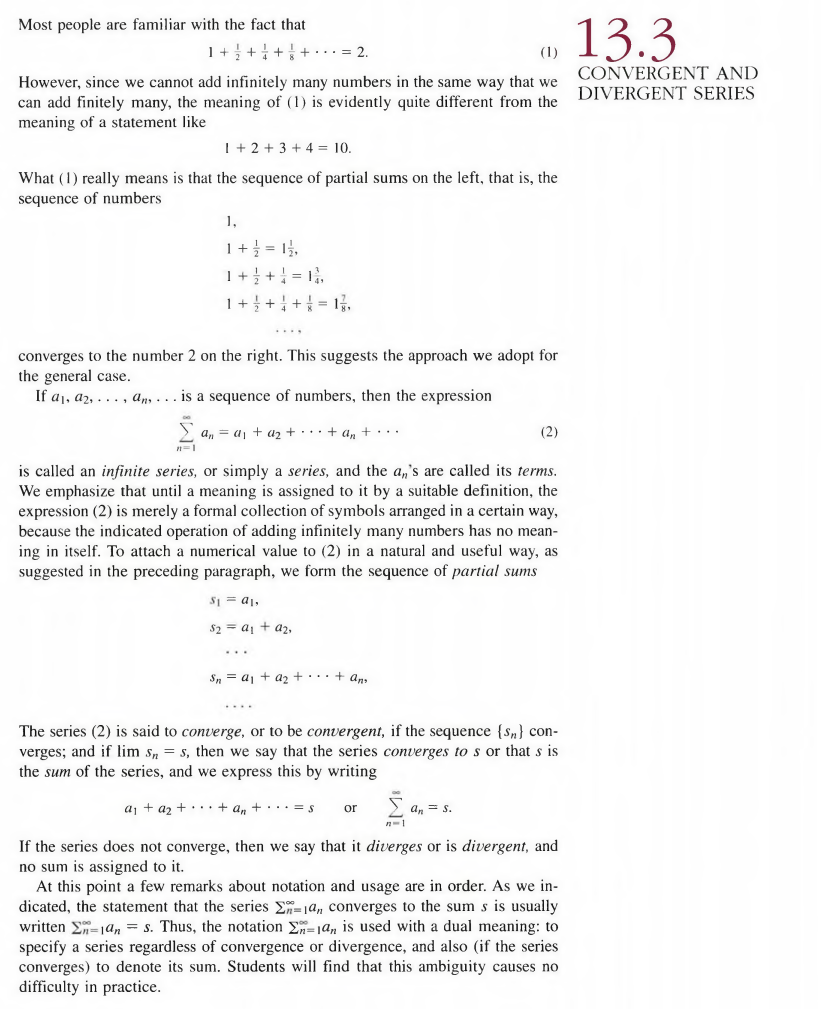 13.3
CONVERGENT AND
DIVERGENT SERIES
Most people are familiar with the fact that
1 + 1/2 + 1/4 + 1/8 + · · · = 2. (1)
However, since we cannot add infinitely many numbers in the same way that we
can add finitely many, the meaning of (1) is evidently quite different from the
meaning of a statement like
1 + 2 + 3 + 4 = 10.
What (1) really means is that the sequence of partial sums on the left, that is, the
sequence of numbers
1,
1 + 1/2 = 1 1/2,
1 + 1/2 + 1/4 = 1 3/4,
1 + 1/2 + 1/4 + 1/8 = 1 7/8,
. . . ,
converges to the number 2 on the right. This suggests the approach we adopt for
the general case.
If a₁, a₂, . . . , aₙ, . . . is a sequence of numbers, then the expression
∑_{n=1}^{∞} aₙ = a₁ + a₂ + · · · + aₙ + · · · (2)
is called an infinite series, or simply a series, and the aₙ's are called its terms.
We emphasize that until a meaning is assigned to it by a suitable definition, the
expression (2) is merely a formal collection of symbols arranged in a certain way,
because the indicated operation of adding infinitely many numbers has no mean-
ing in itself. To attach a numerical value to (2) in a natural and useful way, as
suggested in the preceding paragraph, we form the sequence of partial sums
s₁ = a₁,
s₂ = a₁ + a₂,
. . .
sₙ = a₁ + a₂ + · · · + aₙ,
. . . .
The series (2) is said to converge, or to be convergent, if the sequence {sₙ} con-
verges; and if lim sₙ = s, then we say that the series converges to s or that s is
the sum of the series, and we express this by writing
a₁ + a₂ + · · · + aₙ + · · · = s or ∑_{n=1}^{∞} aₙ = s.
If the series does not converge, then we say that it diverges or is divergent, and
no sum is assigned to it.
At this point a few remarks about notation and usage are in order. As we in-
dicated, the statement that the series ∑_{n=1}^{∞} aₙ converges to the sum s is usually
written ∑_{n=1}^{∞} aₙ = s. Thus, the notation ∑_{n=1}^{∞} aₙ is used with a dual meaning: to
specify a series regardless of convergence or divergence, and also (if the series
converges) to denote its sum. Students will find that this ambiguity causes no
difficulty in practice.